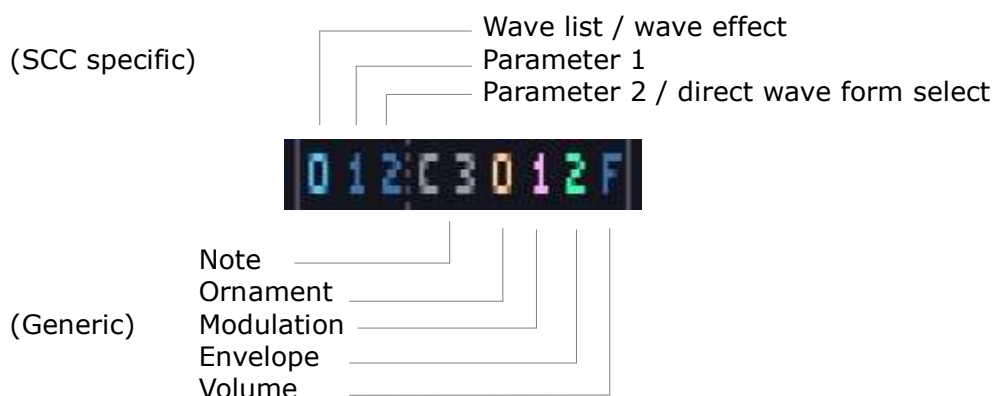 Wave list / wave effect
(SCC specific) Parameter 1
Parameter 2 / direct wave form select
012C3012F
Note
Ornament
(Generic) Modulation
Envelope
Volume